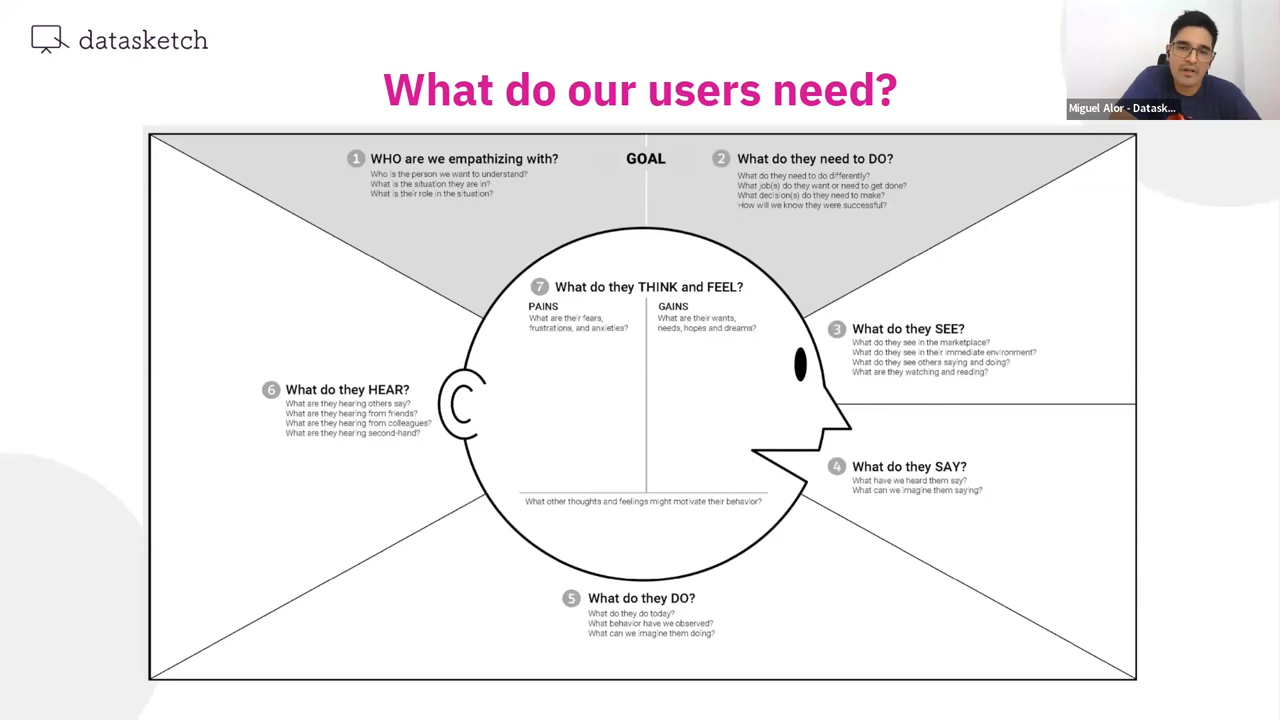 datasketch
What do our users need?
Miguel Alor - Datask...
1 WHO are we empathizing with?
Who is the person we want to understand?
What is the situation they are in?
What is their role in the situation?
GOAL
2 What do they need to DO?
What do they need to do differently?
What job(s) do they want or need to get done?
What decision(s) do they need to make?
How will we know they were successful?
3 What do they SEE?
What do they see in the marketplace?
What do they see in their immediate environment?
What do they see others saying and doing?
What are they watching and reading?
4 What do they SAY?
What have we heard them say?
What can we imagine them saying?
5 What do they DO?
What do they do today?
What behavior have we observed?
What can we imagine them doing?
6 What do they HEAR?
What are they hearing others say?
What are they hearing from friends?
What are they hearing from colleagues?
What are they hearing second-hand?
7 What do they THINK and FEEL?
PAINS
What are their fears,
frustrations, and anxieties?
GAINS
What are their wants,
needs, hopes and dreams?
What other thoughts and feelings might motivate their behavior?